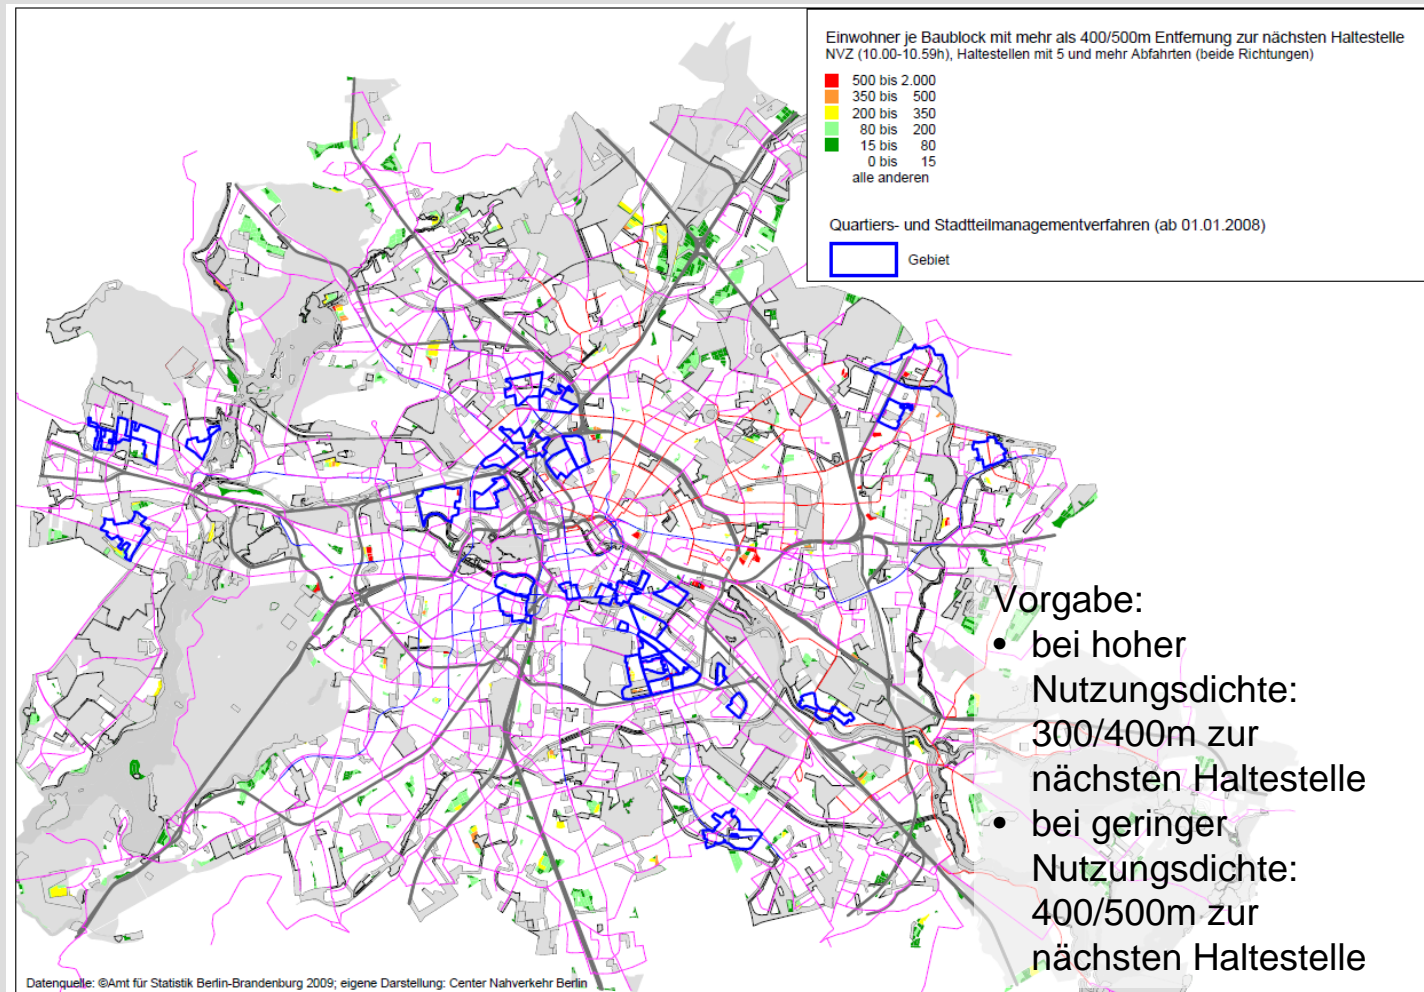 Einwohner je Baublock mit mehr als 400/500m Entfernung zur nächsten Haltestelle
NVZ (10.00-10.59h), Haltestellen mit 5 und mehr Abfahrten (beide Richtungen)
500 bis 2.000
350 bis 500
200 bis 350
80 bis 200
15 bis 80
0 bis 15
alle anderen
Quartiers- und Stadtteilmanagementverfahren (ab 01.01.2008)
Gebiet
Vorgabe:
• bei hoher
Nutzungsdichte:
300/400m zur
nächsten Haltestelle
• bei geringer
Nutzungsdichte:
400/500m zur
nächsten Haltestelle
Datenquelle: ©Amt für Statistik Berlin-Brandenburg 2009; eigene Darstellung: Center Nahverkehr Berlin